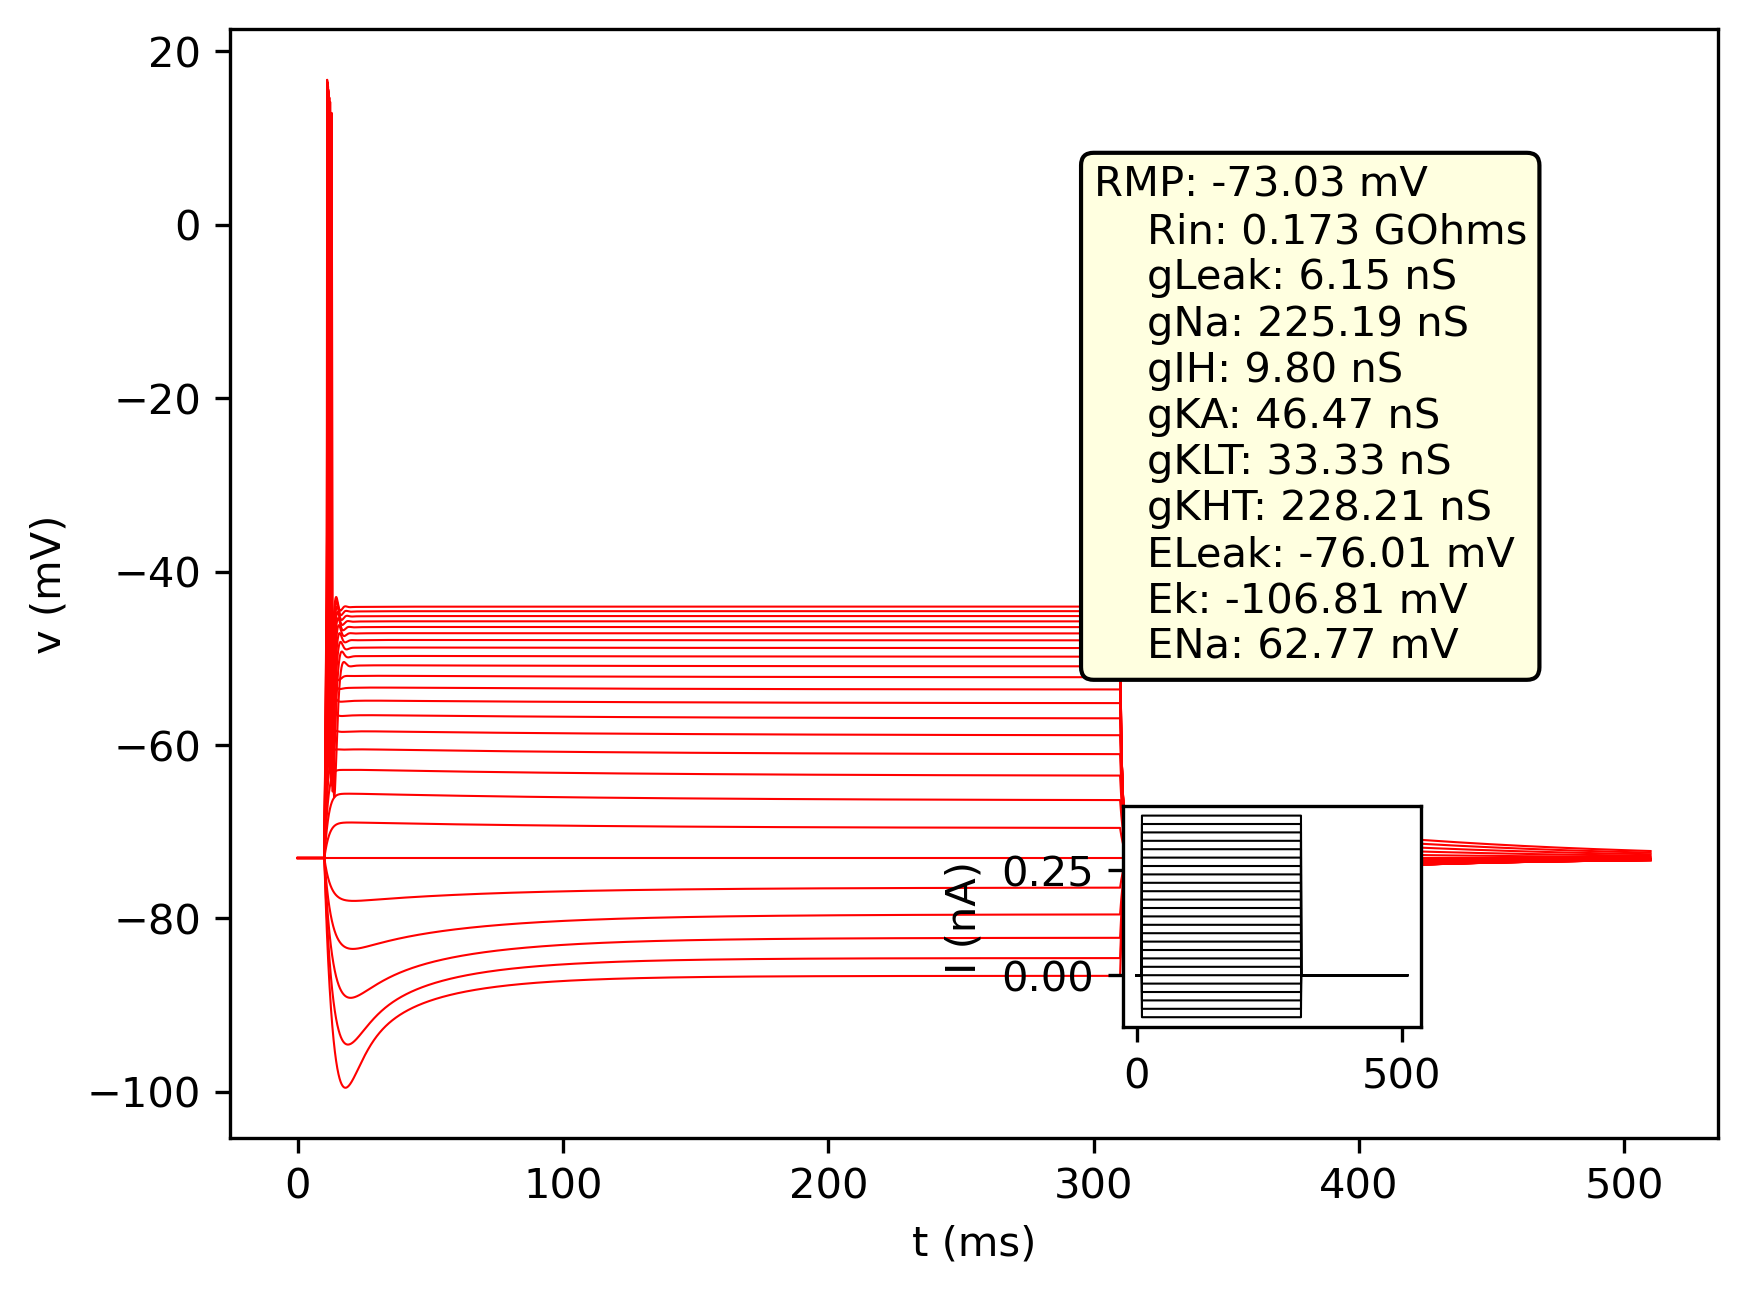 20
0
−20
−40
−60
−80
−100
v (mV)
RMP: -73.03 mV
Rin: 0.173 GOhms
gLeak: 6.15 nS
gNa: 225.19 nS
gIH: 9.80 nS
gKA: 46.47 nS
gKLT: 33.33 nS
gKHT: 228.21 nS
ELeak: -76.01 mV
Ek: -106.81 mV
ENa: 62.77 mV
I (nA)
0.25
0.00
0 500
0 100 200 300 400 500
t (ms)